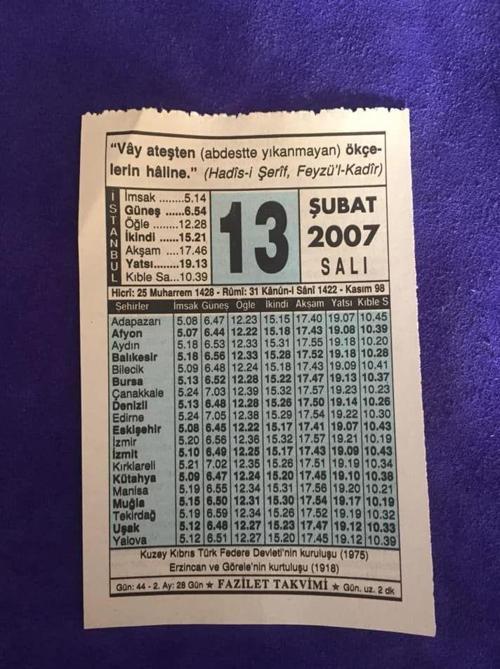 “Vây ateşten (abdestte yıkanmayan) ökçe-
lerin hâline.” (Hadîs-i Şerîf, Feyzü'l-Kadîr)
İSTANBUL
İmsak ........5.14
Güneş ......6.54
Öğle ........12.28
İkindi .....15.21
Akşam ....17.46
Yatsı.......19.13
Kıble Sa...10.39
13
ŞUBAT
2007
SALI
Hicrî: 25 Muharrem 1428 - Rûmî: 31 Kânûn-i Sânî 1422 - Kasım 98
Şehirler İmsak Güneş Öğle İkindi Akşam Yatsı Kıble S
Adapazarı 5.08 6.47 12.23 15.15 17.40 19.07 10.45
Afyon 5.07 6.44 12.22 15.18 17.43 19.08 10.39
Aydın 5.18 6.53 12.33 15.31 17.55 19.18 10.20
Balıkesir 5.18 6.56 12.33 15.28 17.52 19.18 10.28
Bilecik 5.09 6.48 12.24 15.18 17.43 19.09 10.41
Bursa 5.13 6.52 12.28 15.22 17.47 19.13 10.37
Çanakkale 5.24 7.03 12.39 15.32 17.57 19.23 10.23
Denizli 5.13 6.48 12.28 15.26 17.50 19.14 10.26
Edirne 5.24 7.05 12.38 15.29 17.54 19.22 10.30
Eskişehir 5.08 6.45 12.22 15.17 17.41 19.07 10.43
İzmir 5.20 6.56 12.36 15.32 17.57 19.21 10.19
İzmit 5.10 6.49 12.25 15.17 17.43 19.09 10.43
Kırklareli 5.21 7.02 12.35 15.26 17.51 19.19 10.34
Kütahya 5.09 6.47 12.24 15.20 17.45 19.10 10.38
Manisa 5.19 6.55 12.34 15.31 17.56 19.20 10.21
Muğla 5.15 6.50 12.31 15.30 17.54 19.17 10.19
Tekirdağ 5.19 6.59 12.34 15.26 17.52 19.19 10.32
Uşak 5.12 6.48 12.27 15.23 17.47 19.12 10.33
Yalova 5.12 6.51 12.27 15.20 17.45 19.12 10.39
Kuzey Kıbrıs Türk Federe Devleti'nin kuruluşu (1975)
Erzincan ve Görele'nin kurtuluşu (1918)
Gün: 44 - 2. Ay: 28 Gün ★ FAZİLET TAKVİMİ ★ Gün. uz. 2 dk